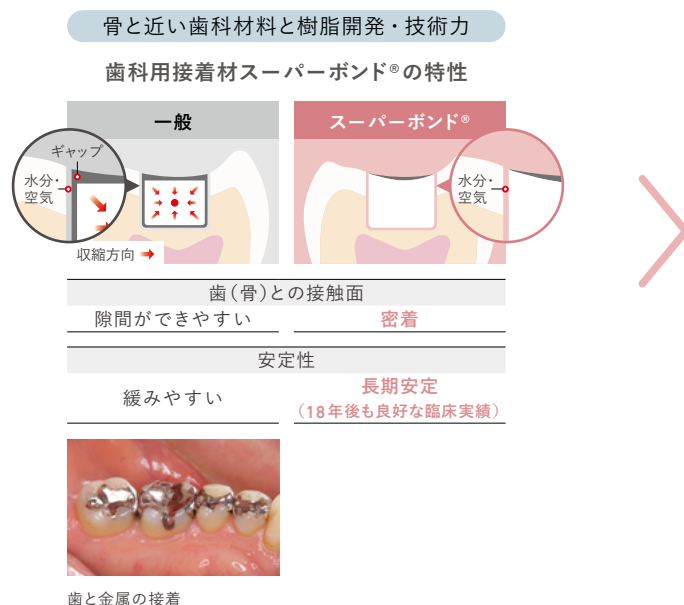 骨と近い歯科材料と樹脂開発・技術力
歯科用接着材スーパーボンド®の特性
一般
スーパーボンド®
ギャップ
水分・
空気
収縮方向
水分・
空気
歯(骨)との接触面
隙間ができやすい
密着
安定性
緩みやすい
長期安定
(18年後も良好な臨床実績)
歯と金属の接着